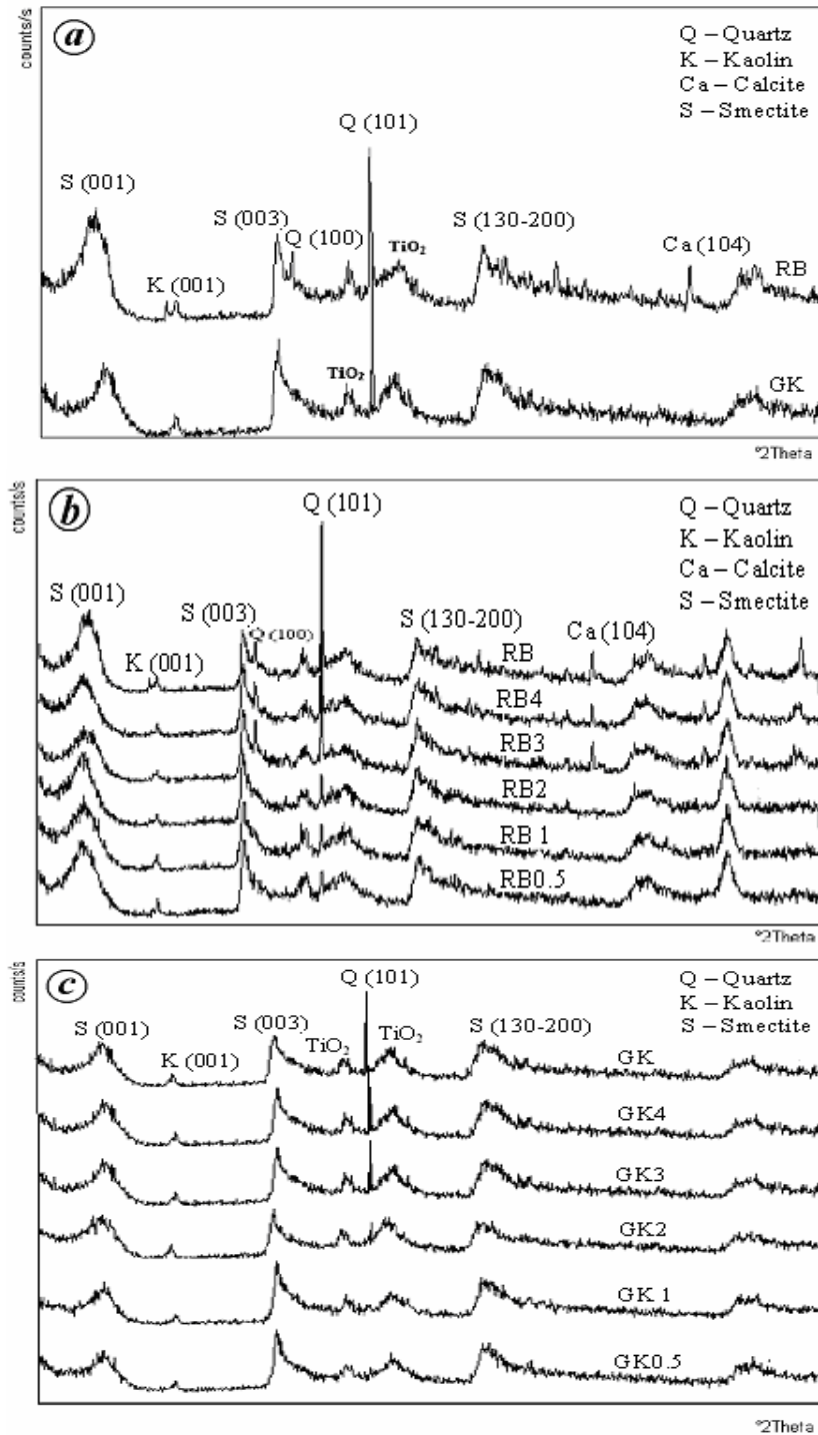 counts/s
a
Q – Quartz
K – Kaolin
Ca – Calcite
S – Smectite
Q (101)
S (001)
S (003)
Q (100)
TiO2
S (130-200)
Ca (104)
K (001)
RB
TiO2
GK
°2Theta
counts/s
b
Q (101)
Q – Quartz
K – Kaolin
Ca – Calcite
S – Smectite
S (001)
S (003)
Q (100)
S (130-200)
Ca (104)
K (001)
RB
RB4
RB3
RB2
RB 1
RB0.5
°2Theta
counts/s
c
Q (101)
Q – Quartz
K – Kaolin
S – Smectite
S (001)
K (001)
S (003)
TiO2
TiO2
S (130-200)
GK
GK4
GK3
GK2
GK 1
GK0.5
°2Theta